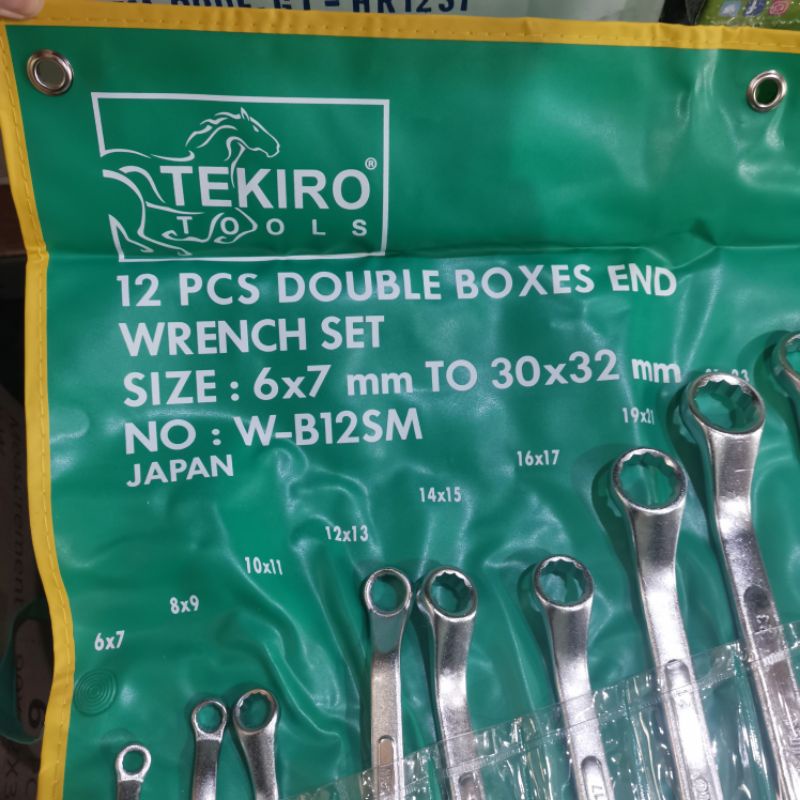 TEKIRO®
TOOLS
12 PCS DOUBLE BOXES END
WRENCH SET
SIZE : 6x7 mm TO 30x32 mm
NO : W-B12SM
JAPAN
19x21
16x17
14x15
12x13
10x11
8x9
6x7